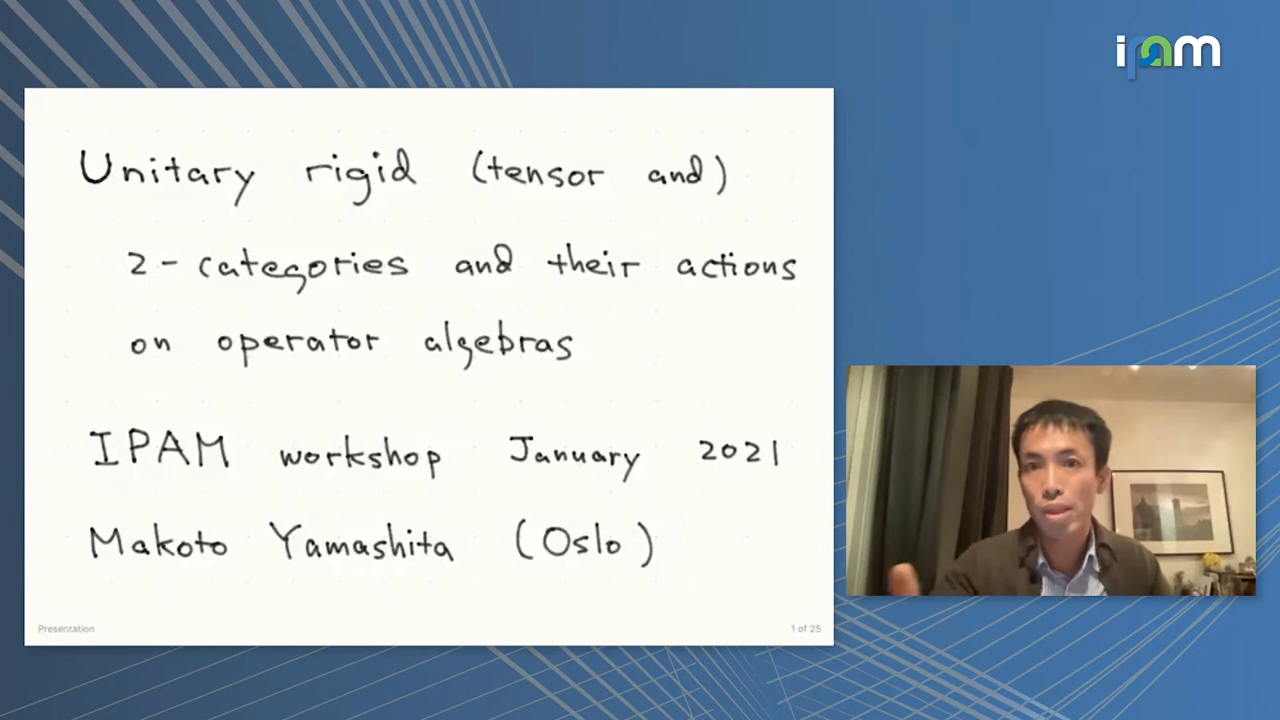 ipam
Unitary rigid (tensor and)
2-categories and their actions
on operator algebras
IPAM workshop January 2021
Makoto Yamashita (Oslo)
Presentation
1 of 25